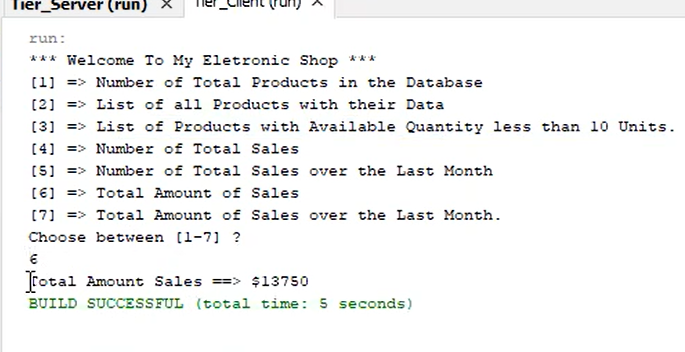 Tier_Server (run) × Tier_Client (run) ×
run:
*** Welcome To My Eletronic Shop ***
[1] => Number of Total Products in the Database
[2] => List of all Products with their Data
[3] => List of Products with Available Quantity less than 10 Units.
[4] => Number of Total Sales
[5] => Number of Total Sales over the Last Month
[6] => Total Amount of Sales
[7] => Total Amount of Sales over the Last Month.
Choose between [1-7] ?
6
Total Amount Sales ==> $13750
BUILD SUCCESSFUL (total time: 5 seconds)